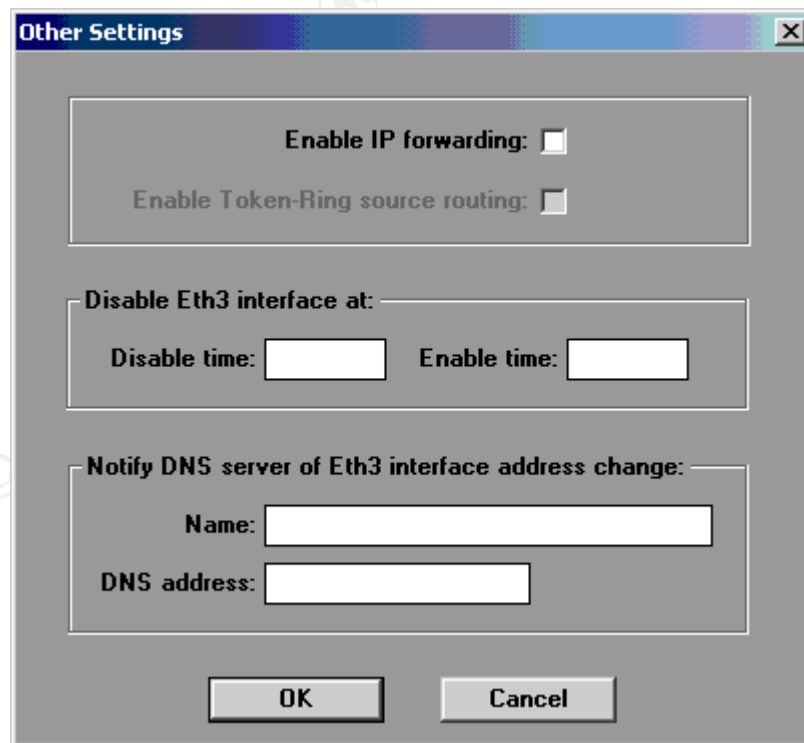 Other Settings
Enable IP forwarding:
Enable Token-Ring source routing:
Disable Eth3 interface at:
Disable time: Enable time:
Notify DNS server of Eth3 interface address change:
Name:
DNS address:
OK Cancel